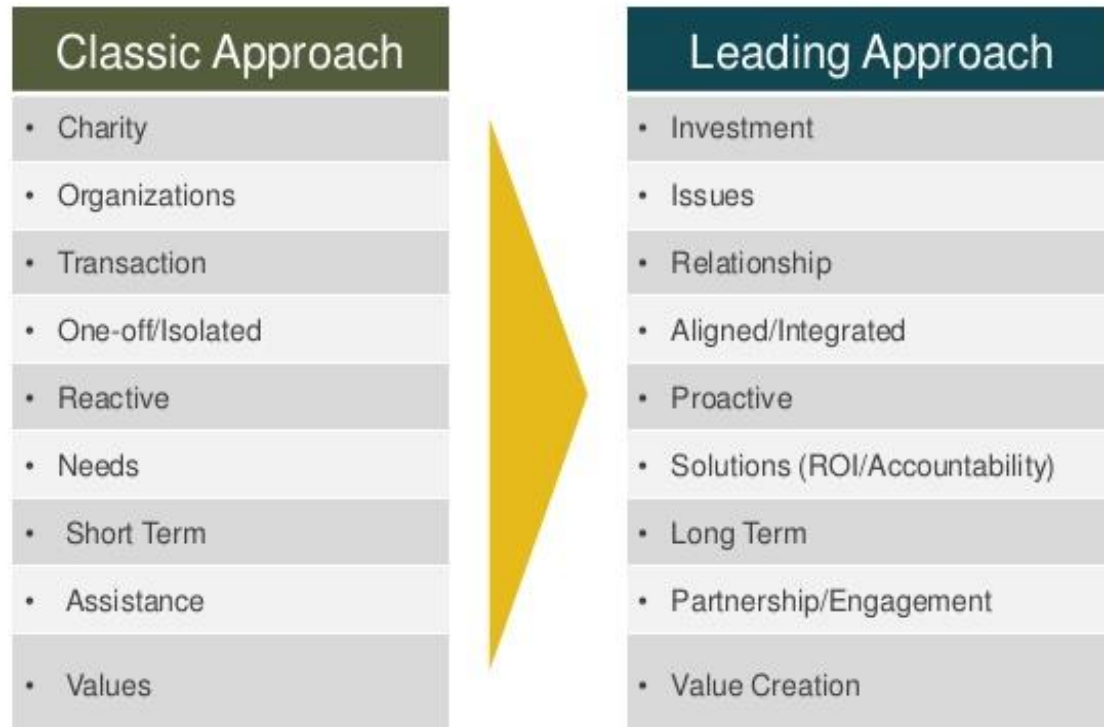 Classic Approach
• Charity
• Organizations
• Transaction
• One-off/Isolated
• Reactive
• Needs
• Short Term
• Assistance
• Values
Leading Approach
• Investment
• Issues
• Relationship
• Aligned/Integrated
• Proactive
• Solutions (ROI/Accountability)
• Long Term
• Partnership/Engagement
• Value Creation